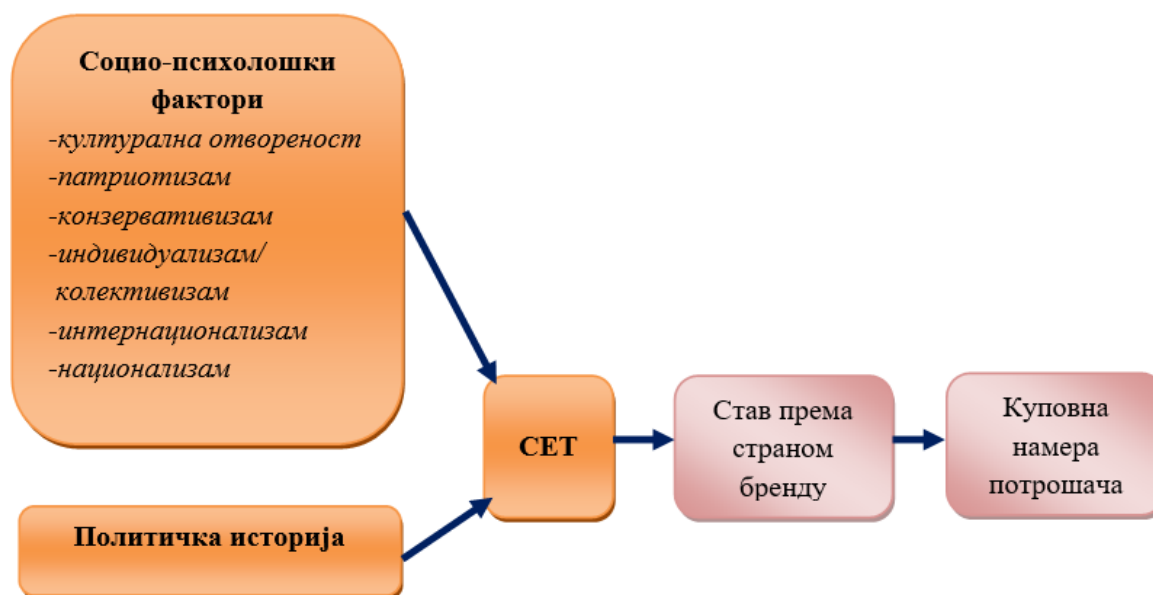 Социо-психолошки
фактори
-културална отвореност
-патриотизам
-конзервативизам
-индивидуализам/
колективизам
-интернационализам
-национализам
Политичка историја
СЕТ
Став према
страном
бренду
Куповна
намера
потрошача